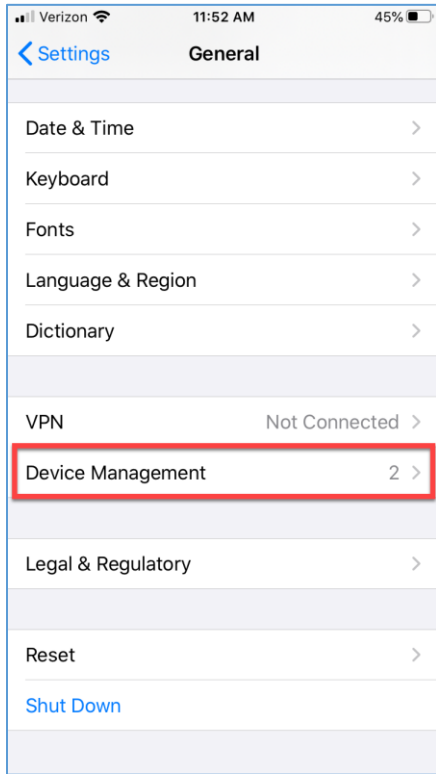 Verizon 11:52 AM 45%
Settings General
Date & Time
Keyboard
Fonts
Language & Region
Dictionary
VPN Not Connected
Device Management 2
Legal & Regulatory
Reset
Shut Down